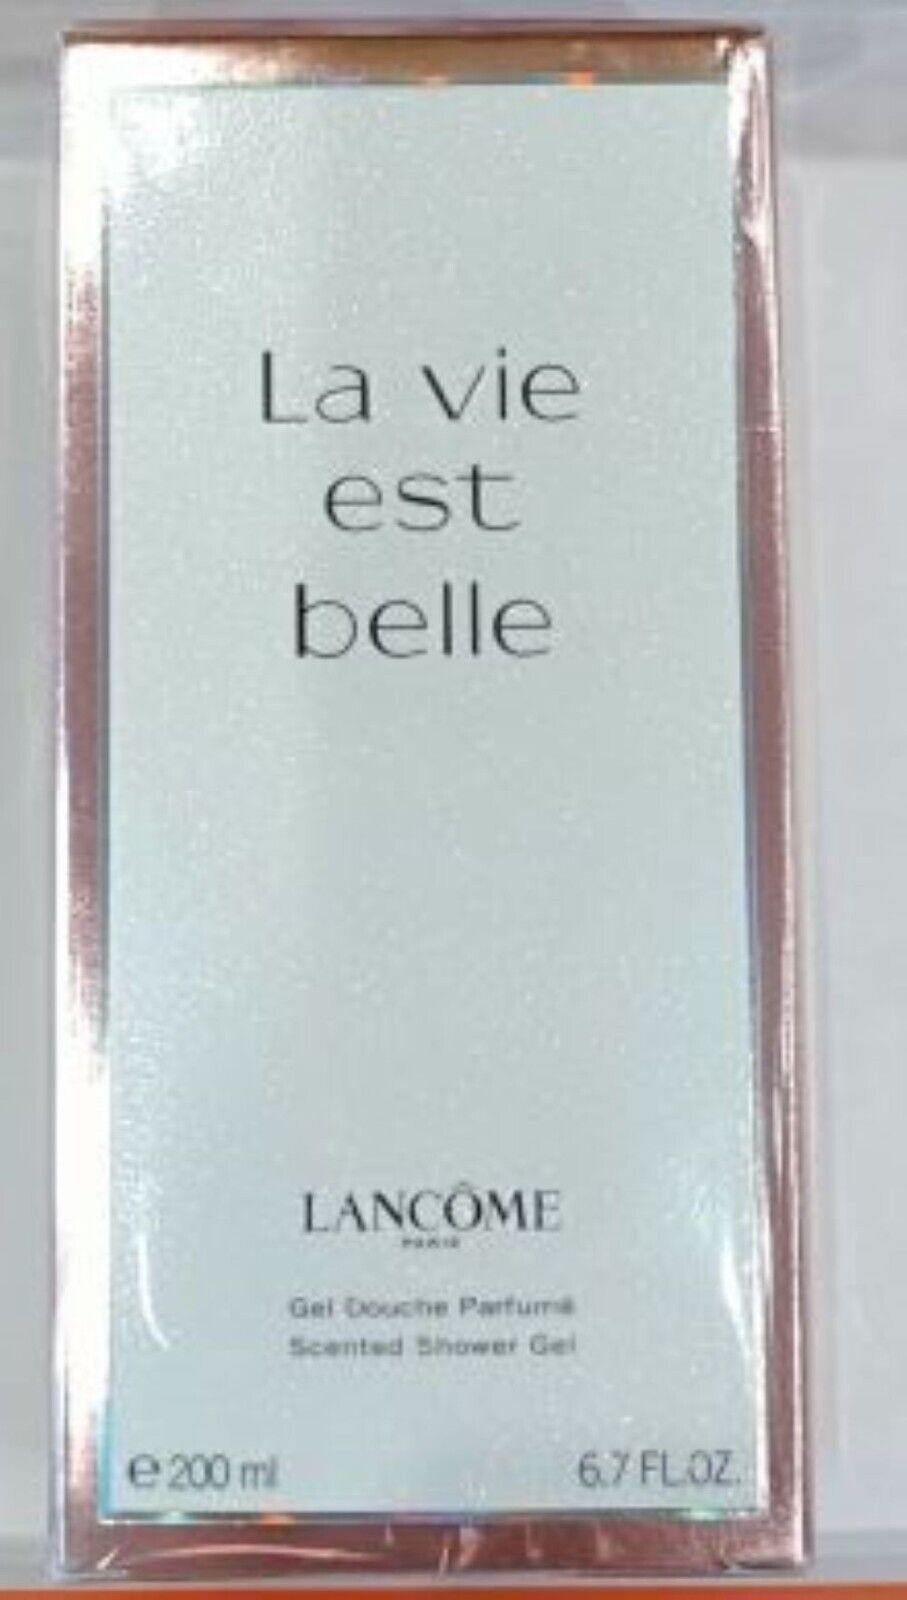 La vie
est
belle
LANCÔME
PARIS
Gel Douche Parfumé
Scented Shower Gel
℮ 200 ml
6.7 FL.OZ.